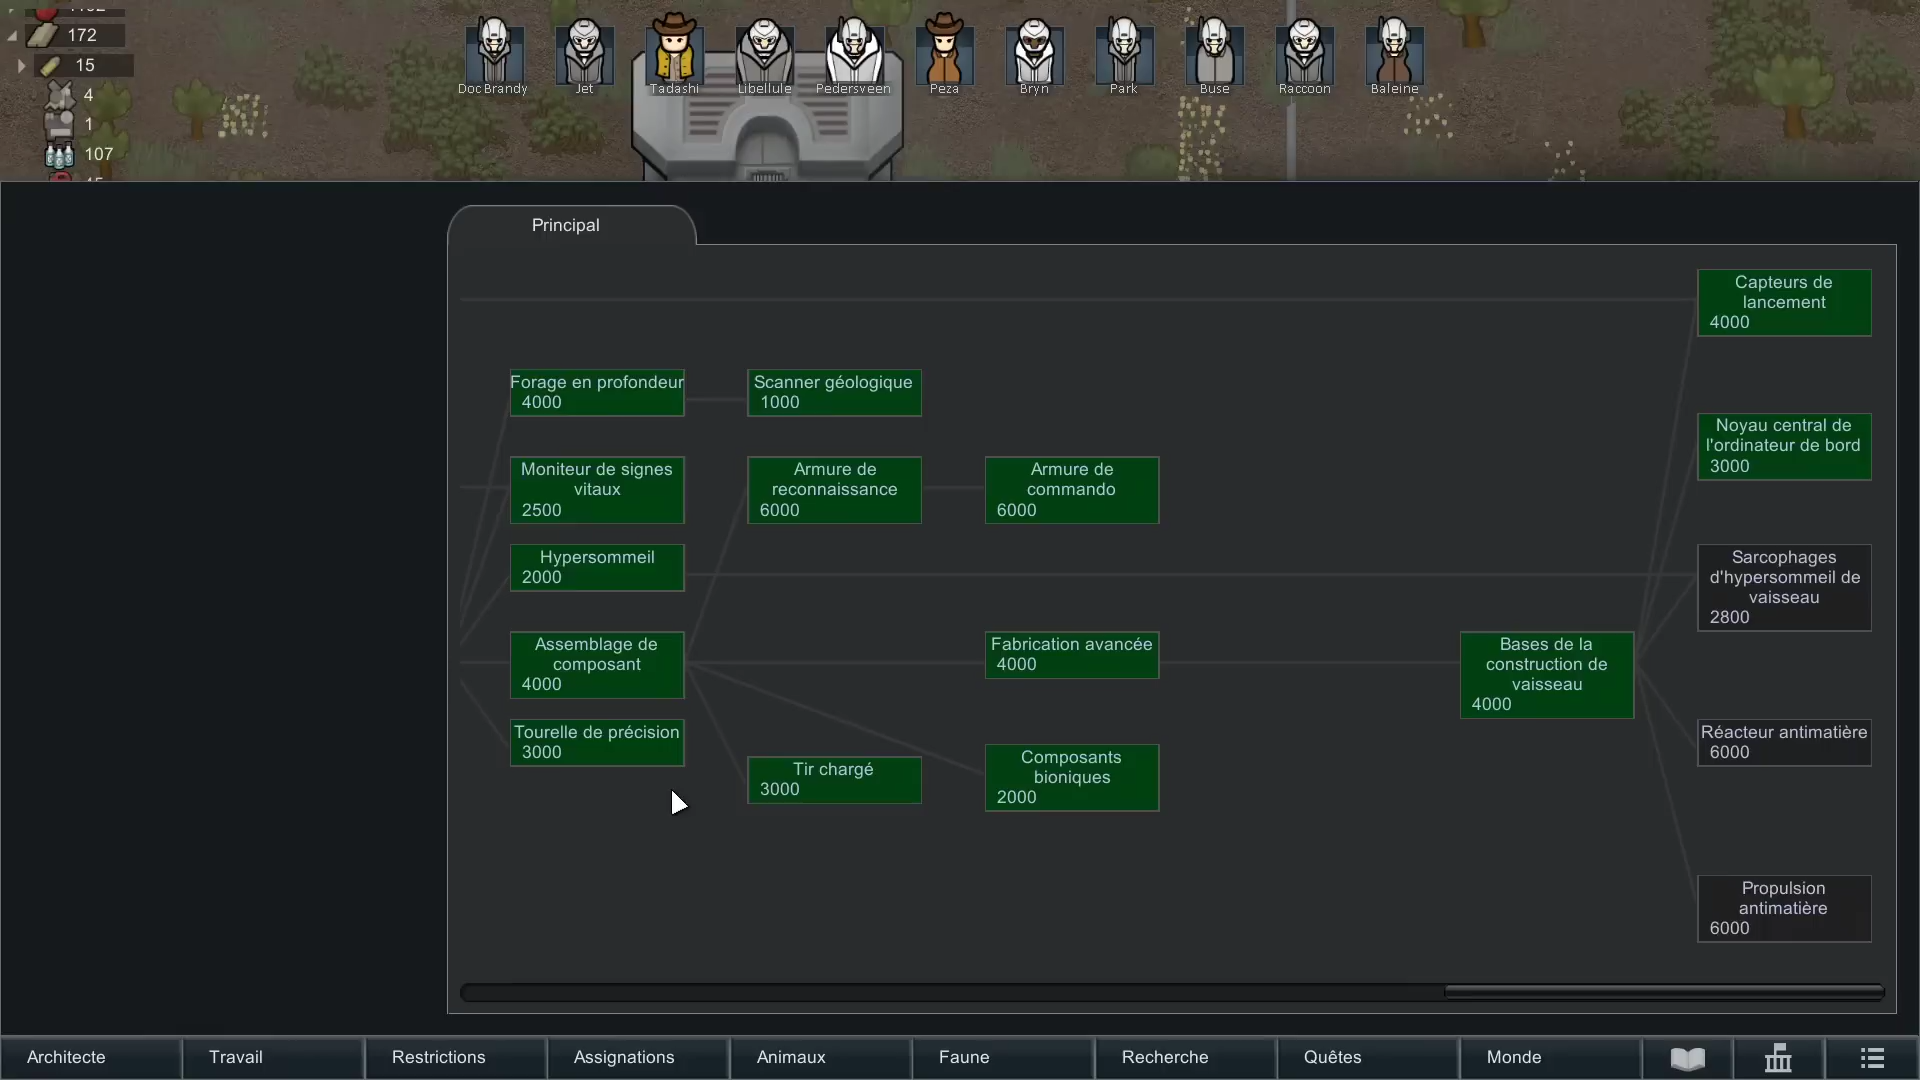 172
15
4
1
107
Doc Brandy
Jet
Tadashi
Libellule
Pedersveen
Peza
Bryn
Park
Buse
Raccoon
Baleine
Principal
Capteurs de
lancement
4000
Forage en profondeur
4000
Scanner géologique
1000
Noyau central de
l'ordinateur de bord
3000
Moniteur de signes
vitaux
2500
Armure de
reconnaissance
6000
Armure de
commando
6000
Hypersommeil
2000
Sarcophages
d'hypersommeil de
vaisseau
2800
Assemblage de
composant
4000
Fabrication avancée
4000
Bases de la
construction de
vaisseau
4000
Tourelle de précision
3000
Réacteur antimatière
6000
Tir chargé
3000
Composants
bioniques
2000
Propulsion
antimatière
6000
Architecte
Travail
Restrictions
Assignations
Animaux
Faune
Recherche
Quêtes
Monde